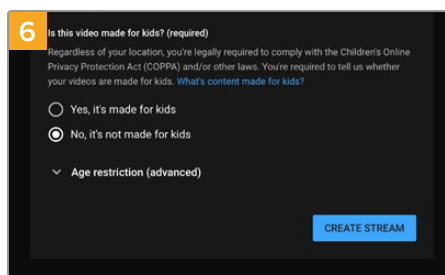 6
Is this video made for kids? (required)
Regardless of your location, you're legally required to comply with the Children's Online
Privacy Protection Act (COPPA) and/or other laws. You're required to tell us whether
your videos are made for kids. What's content made for kids?
Yes, it's made for kids
No, it's not made for kids
Age restriction (advanced)
CREATE STREAM